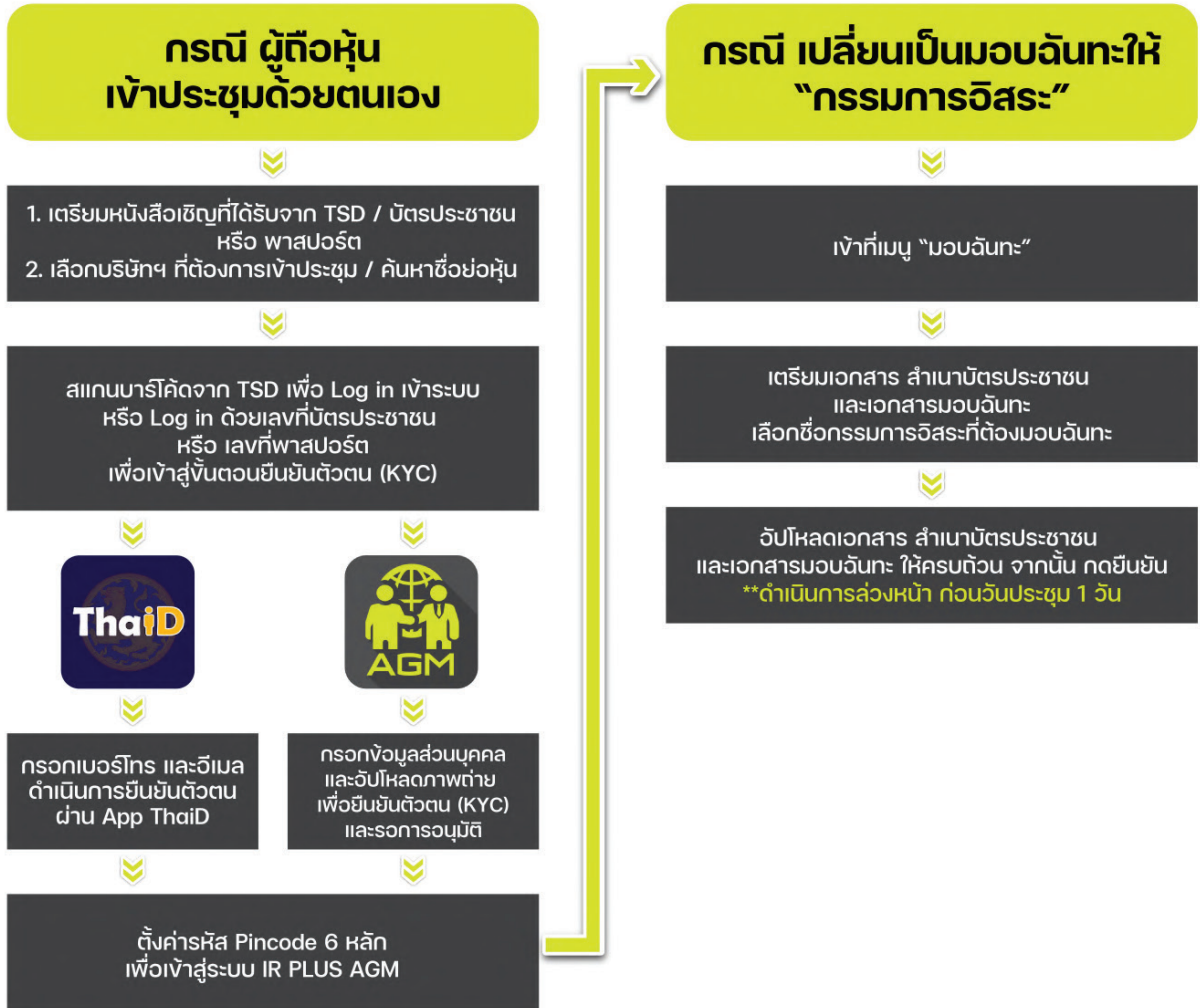 กรณี ผู้ถือหุ้น
เข้าประชุมด้วยตนเอง
1. เตรียมหนังสือเชิญที่ได้รับจาก TSD / บัตรประชาชน
หรือ พาสปอร์ต
2. เลือกบริษัทฯ ที่ต้องการเข้าประชุม / ค้นหาชื่อย่อหุ้น
สแกนบาร์โค้ดจาก TSD เพื่อ Log in เข้าระบบ
หรือ Log in ด้วยเลขที่บัตรประชาชน
หรือ เลขที่พาสปอร์ต
เพื่อเข้าสู่ขั้นตอนยืนยันตัวตน (KYC)
ThaiD
AGM
กรอกเบอร์โทร และอีเมล
ดำเนินการยืนยันตัวตน
ผ่าน App ThaiD
กรอกข้อมูลส่วนบุคคล
และอัปโหลดภาพถ่าย
เพื่อยืนยันตัวตน (KYC)
และรอการอนุมัติ
ตั้งค่ารหัส Pincode 6 หลัก
เพื่อเข้าสู่ระบบ IR PLUS AGM
กรณี เปลี่ยนเป็นมอบฉันทะให้
“กรรมการอิสระ”
เข้าที่เมนู “มอบฉันทะ”
เตรียมเอกสาร สำเนาบัตรประชาชน
และเอกสารมอบฉันทะ
เลือกชื่อกรรมการอิสระที่ต้องมอบฉันทะ
อัปโหลดเอกสาร สำเนาบัตรประชาชน
และเอกสารมอบฉันทะ ให้ครบถ้วน จากนั้น กดยืนยัน
**ดำเนินการล่วงหน้า ก่อนวันประชุม 1 วัน